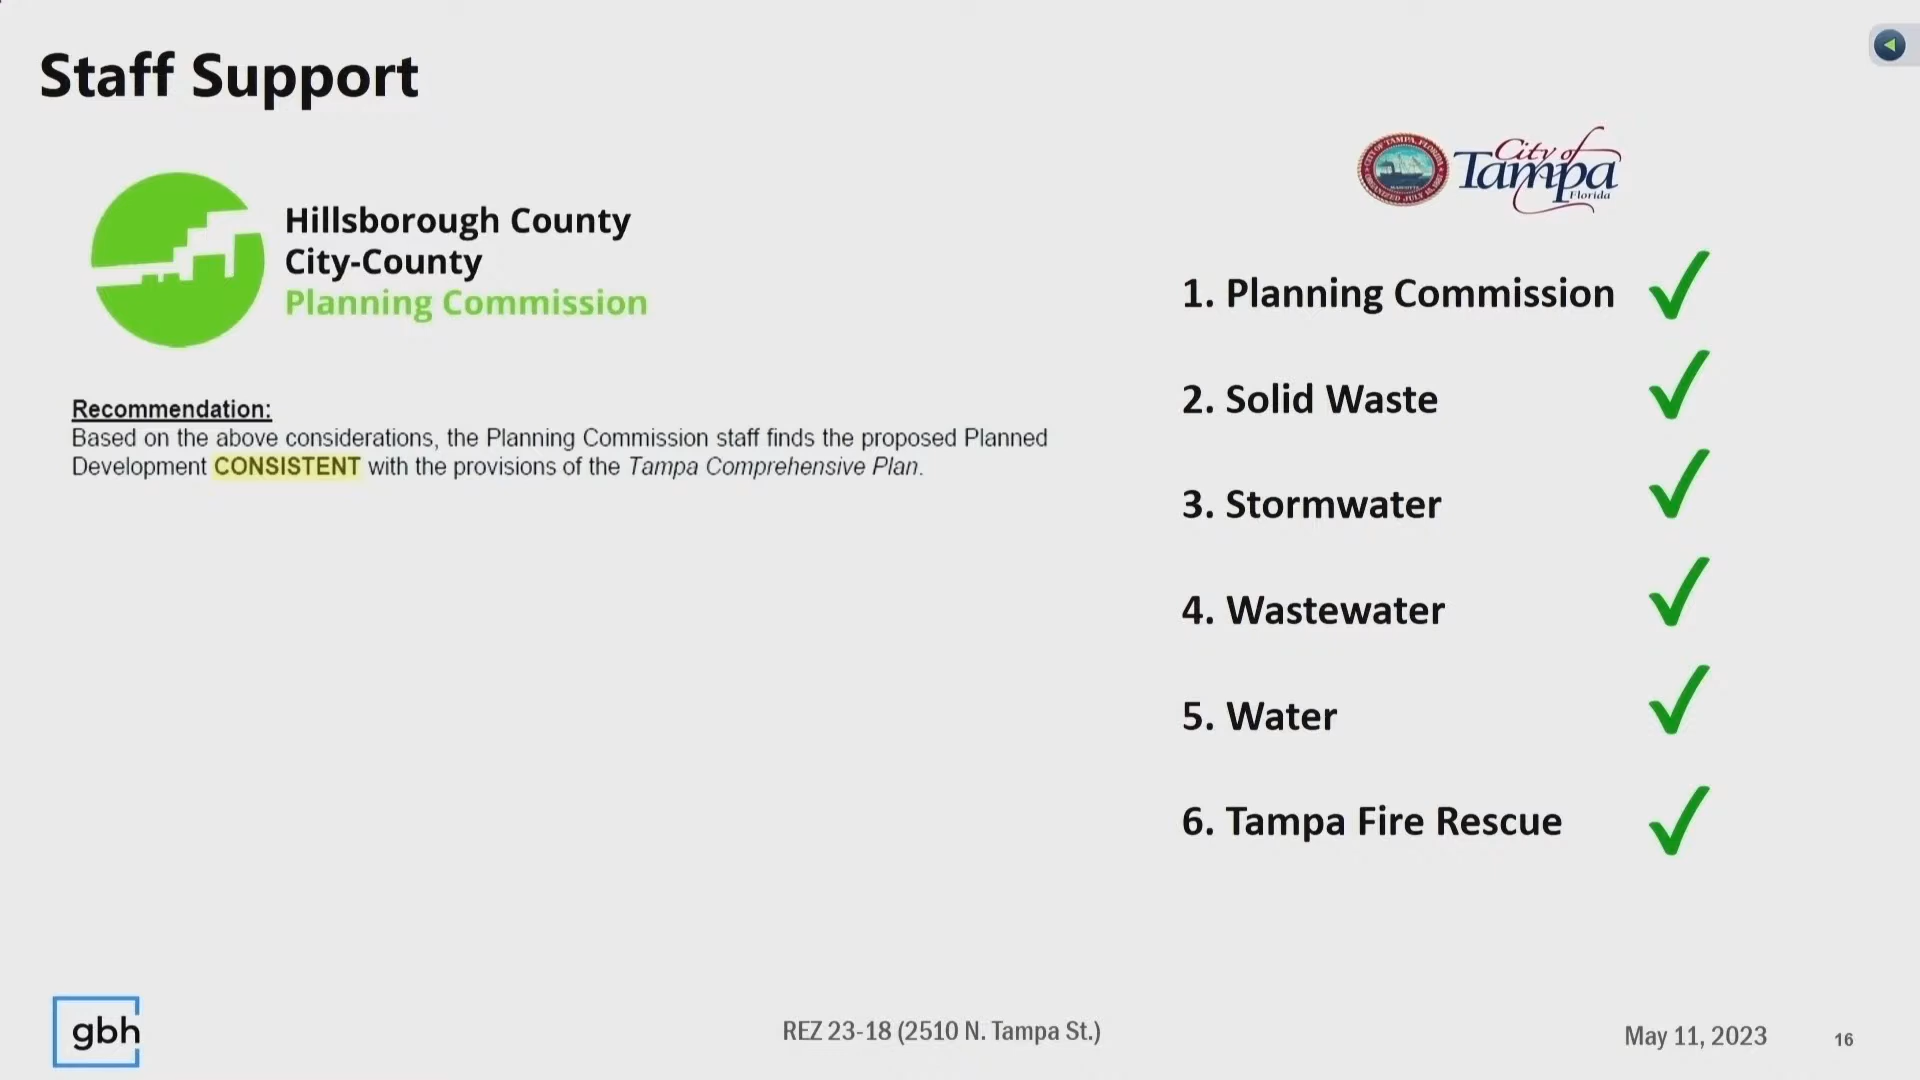 Staff Support
Hillsborough County
City-County
Planning Commission
Recommendation:
Based on the above considerations, the Planning Commission staff finds the proposed Planned
Development CONSISTENT with the provisions of the Tampa Comprehensive Plan.
City of
Tampa
Florida
1. Planning Commission
2. Solid Waste
3. Stormwater
4. Wastewater
5. Water
6. Tampa Fire Rescue
gbh
REZ 23-18 (2510 N. Tampa St.)
May 11, 2023
16